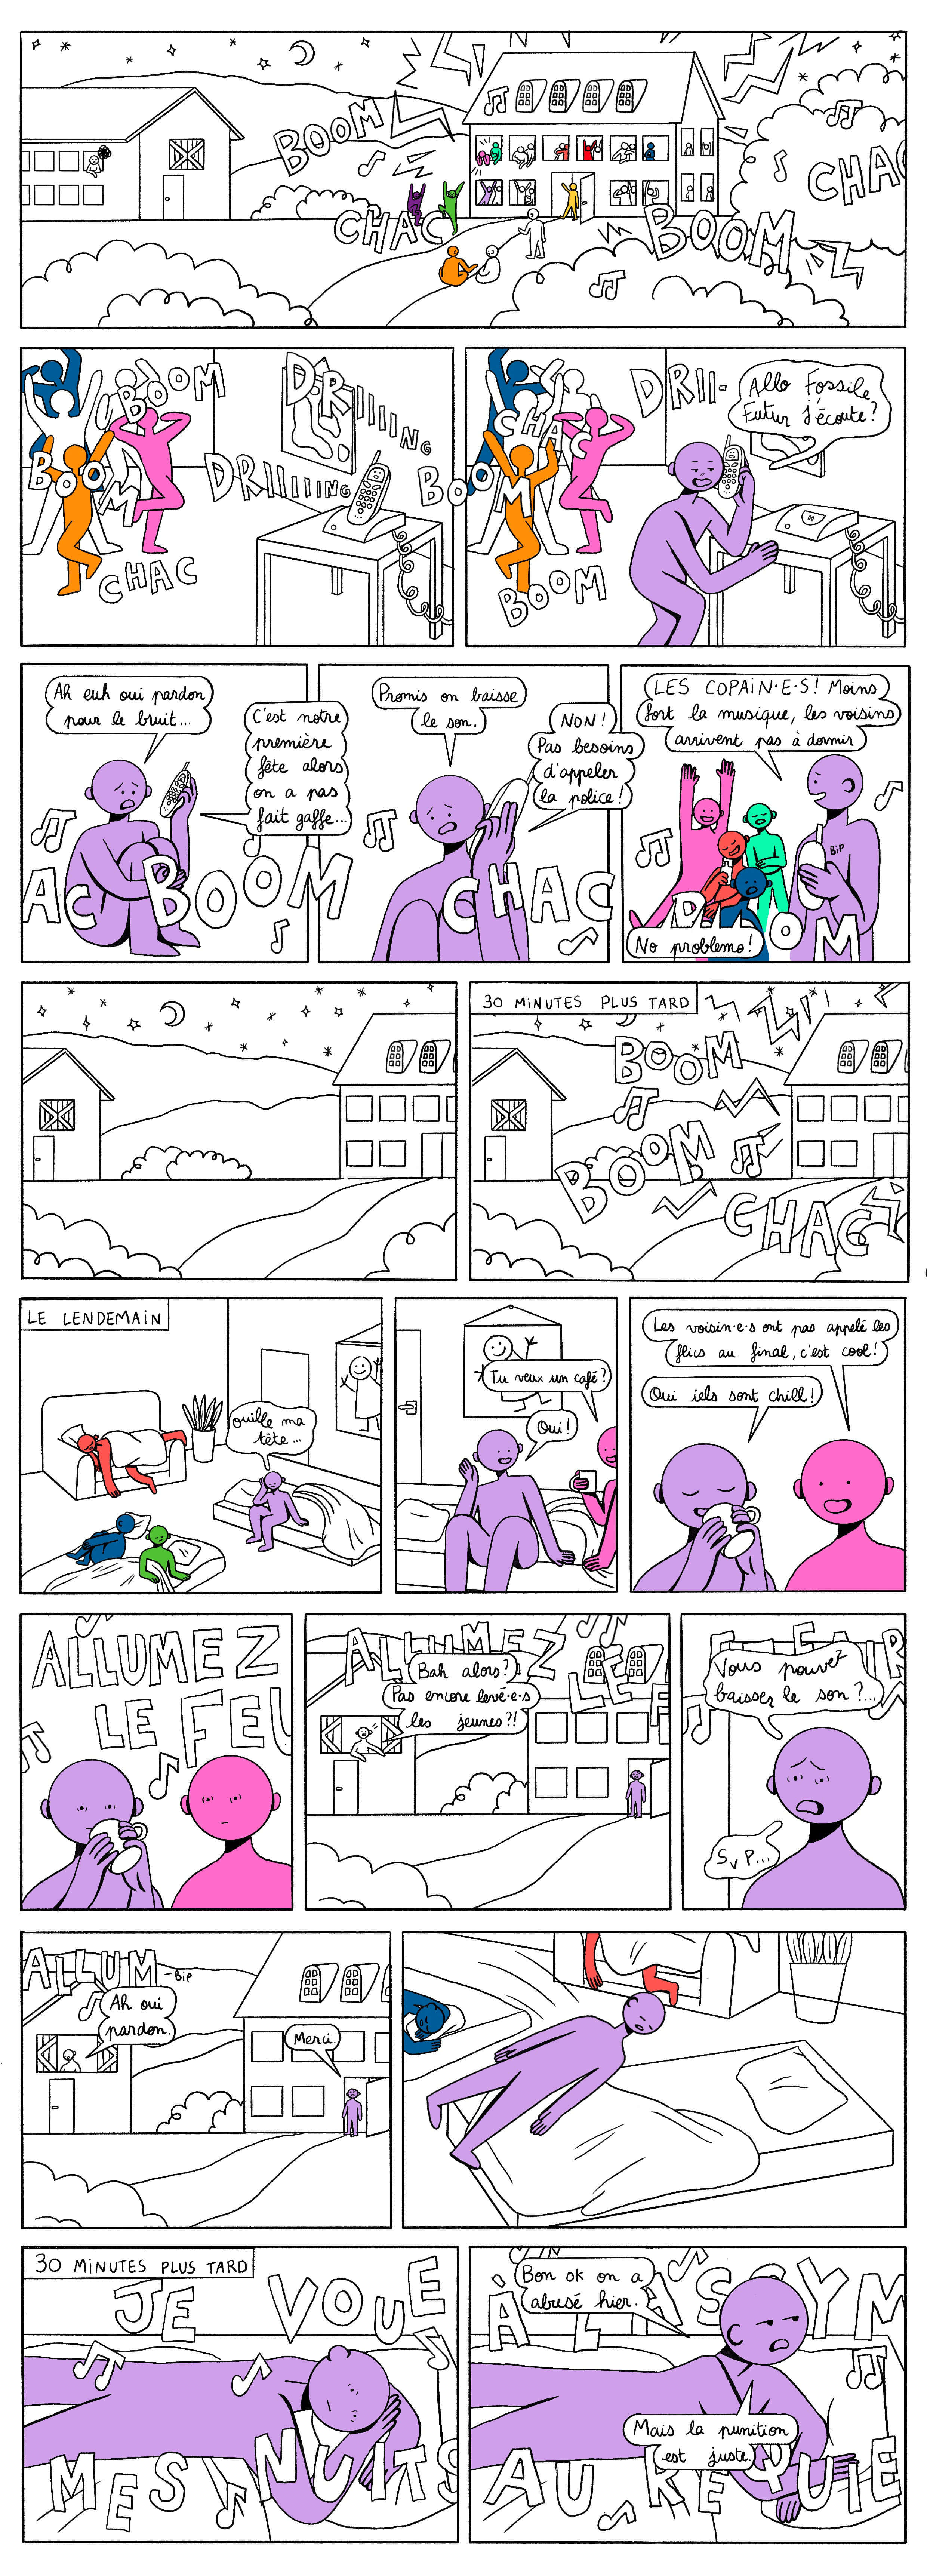 BOOM
CHAC
CHAC
BOOM
BOOM
DRIIIIING
BOOM
DRIIIIING
CHAC
BOOM
DRII-
Allo Fossile
Futur j'écoute?
CHAC
BOOM
Ah euh oui pardon
pour le bruit...
C'est notre
première
fête alors
on a pas
fait gaffe...
AC BOOM
Promis on baisse
le son.
NON!
Pas besoins
d'appeler
la police!
CHAC
LES COPAIN·E·S! Moins
fort la musique, les voisins
arrivent pas à dormir
BiP
No problemo!
30 MINUTES PLUS TARD
BOOM
BOOM
CHAC
LE LENDEMAIN
ouille ma
tête...
Tu veux un café?
Oui!
Les voisin·e·s ont pas appelé les
flics au final, c'est cool!
Oui iels sont chill!
ALLUMEZ
LE FEU
ALLUMEZ
LE F
Bah alors?
Pas encore levé·e·s
les jeunes?!
Vous pouvez
baisser le son?...
SvP...
ALLUM -Bip
Ah oui
pardon.
Merci.
30 MINUTES PLUS TARD
JE VOUE
MES NUITS
Bon ok on a
abusé hier.
À L'ASSYM
Mais la punition
est juste.
AU REQUIE